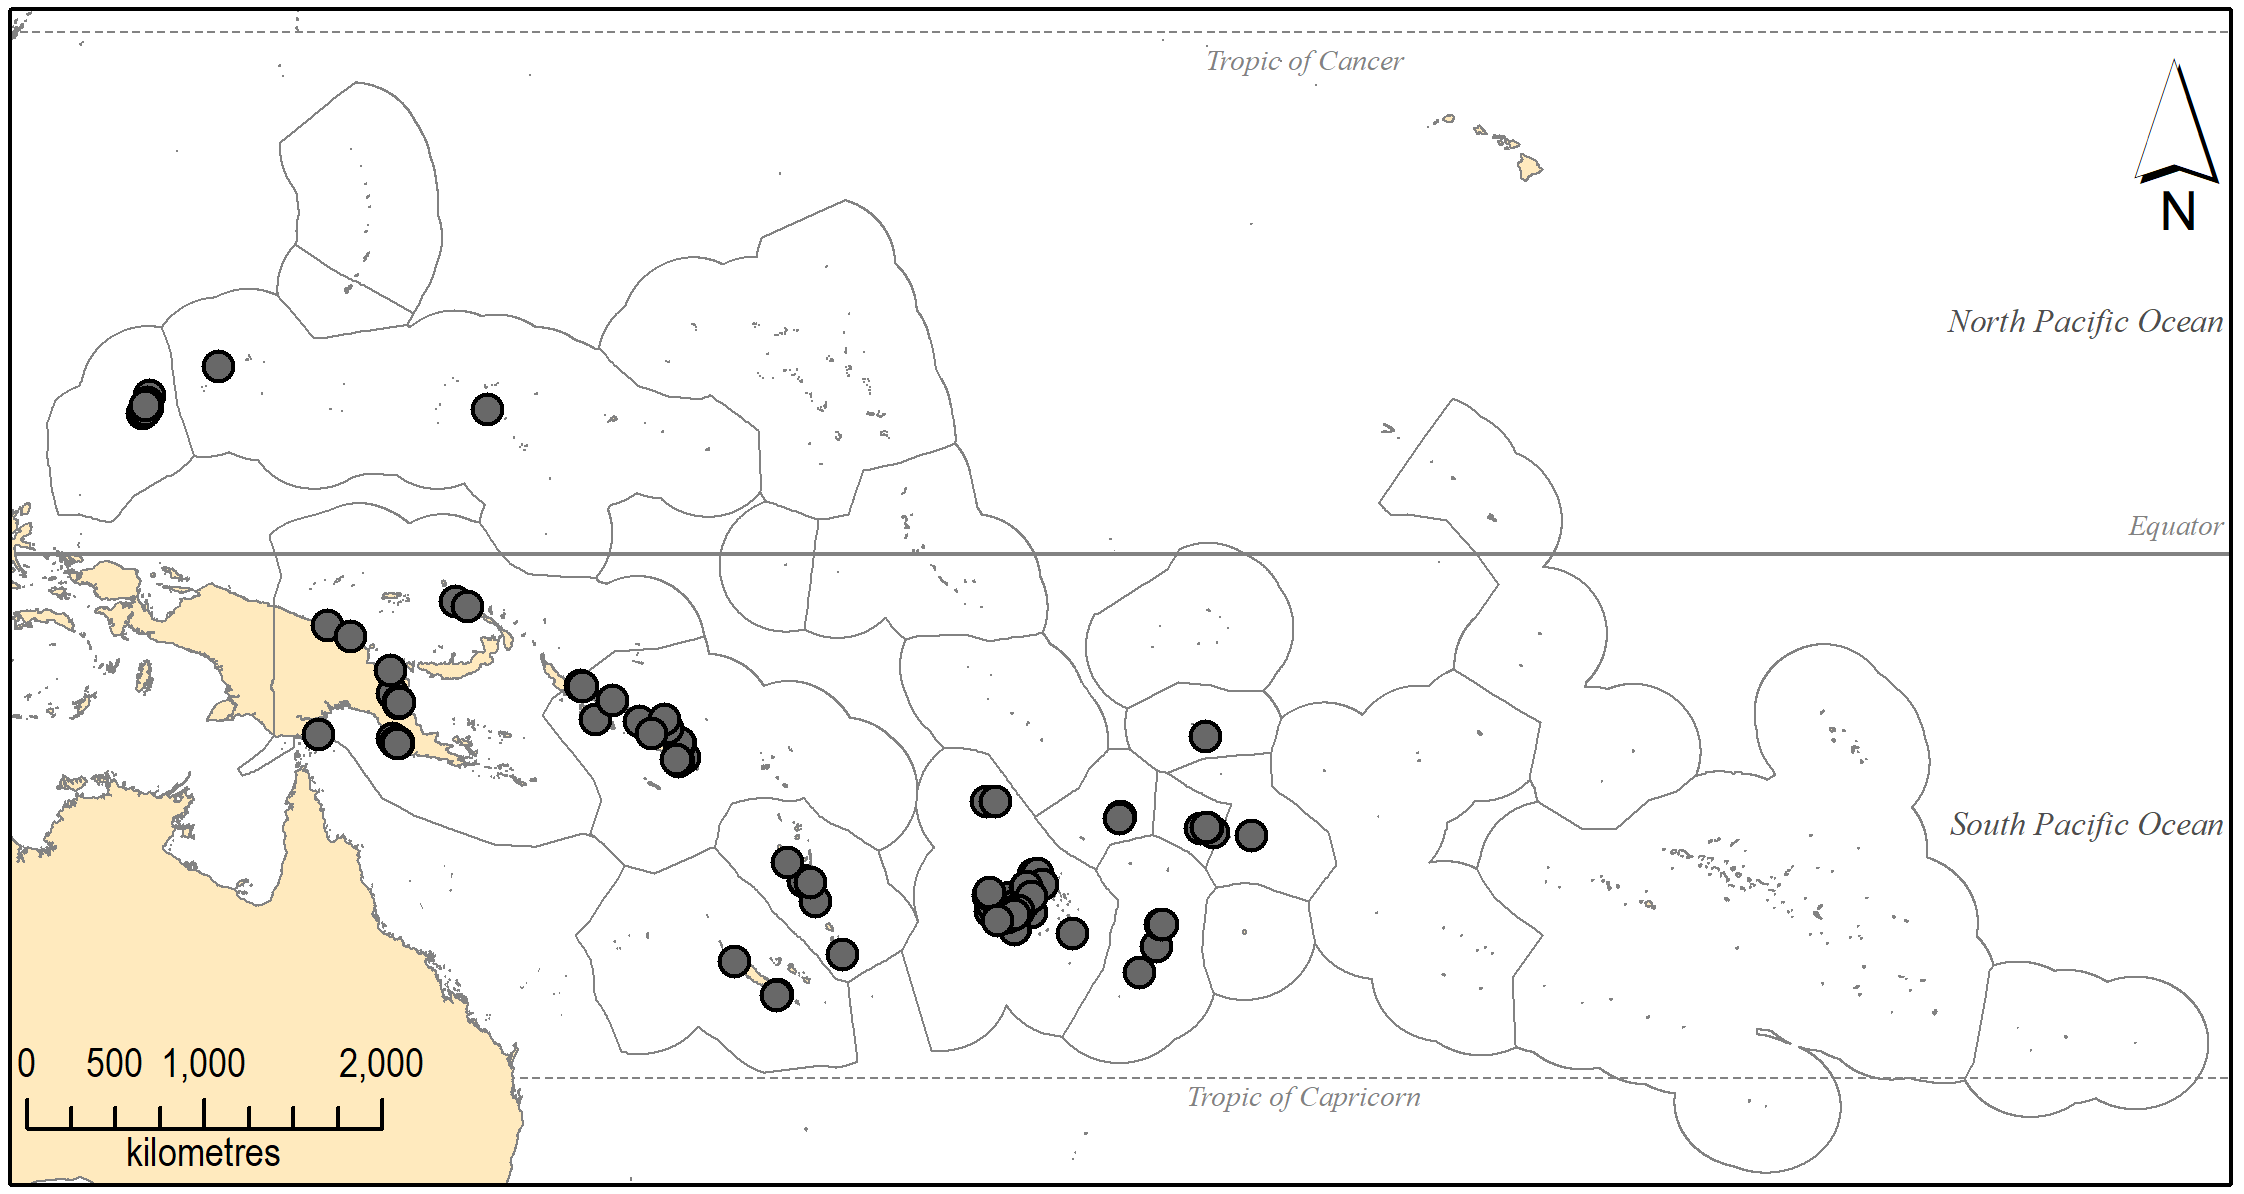 Tropic of Cancer
N
North Pacific Ocean
Equator
South Pacific Ocean
0 500 1,000 2,000
kilometres
Tropic of Capricorn